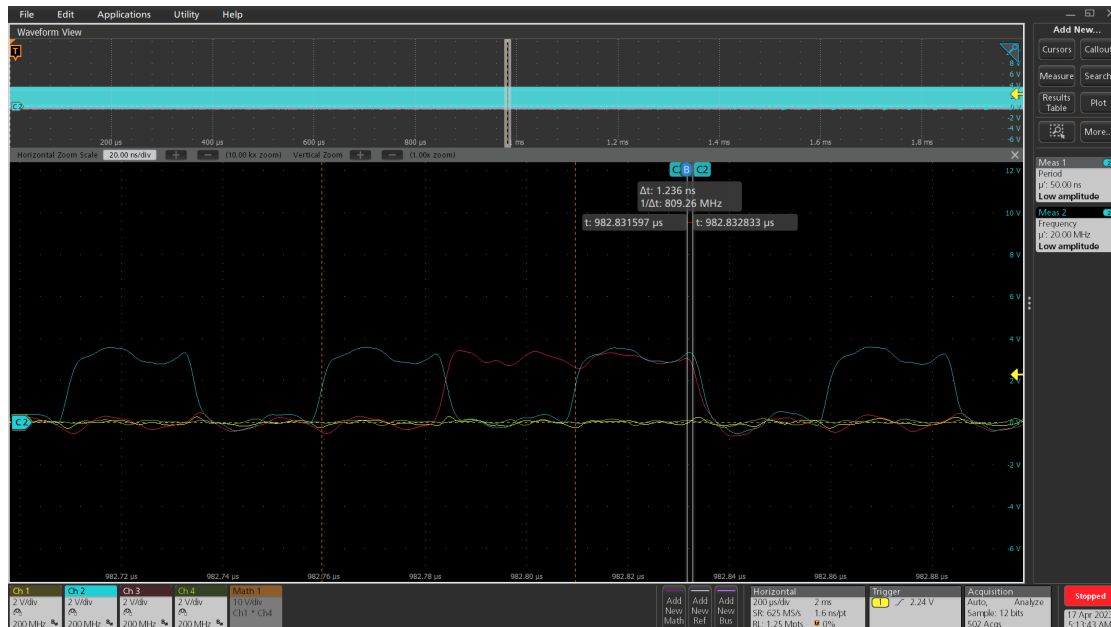 File Edit Applications Utility Help
Waveform View
T
8 V
6 V
4 V
C2
0 V
-2 V
-4 V
-6 V
200 µs 400 µs 600 µs 800 µs ms 1.2 ms 1.4 ms 1.6 ms 1.8 ms
Horizontal Zoom Scale 20.00 ns/div + − (10.00 kx zoom) Vertical Zoom + − (1.00x zoom)
B C2
12 V
Δt: 1.236 ns
1/Δt: 809.26 MHz
t: 982.831597 µs t: 982.832833 µs
10 V
8 V
6 V
4 V
2 V
C2
0 V
-2 V
-4 V
-6 V
982.72 µs 982.74 µs 982.76 µs 982.78 µs 982.80 µs 982.82 µs 982.84 µs 982.86 µs 982.88 µs
Add New...
Cursors Callout
Measure Search
Results Table Plot
More...
Meas 1 2
Period
µ': 50.00 ns
Low amplitude
Meas 2 2
Frequency
µ': 20.00 MHz
Low amplitude
Ch 1
2 V/div
200 MHz
Ch 2
2 V/div
200 MHz
Ch 3
2 V/div
200 MHz
Ch 4
2 V/div
200 MHz
Math 1
10 V/div
Ch1 * Ch4
Add New Math
Add New Ref
Add New Bus
Horizontal
200 µs/div 2 ms
SR: 625 MS/s 1.6 ns/pt
RL: 1.25 Mpts 0%
Trigger
1 2.24 V
Acquisition
Auto, Analyze
Sample: 12 bits
502 Acqs
Stopped
17 Apr 2023
5:13:43 AM